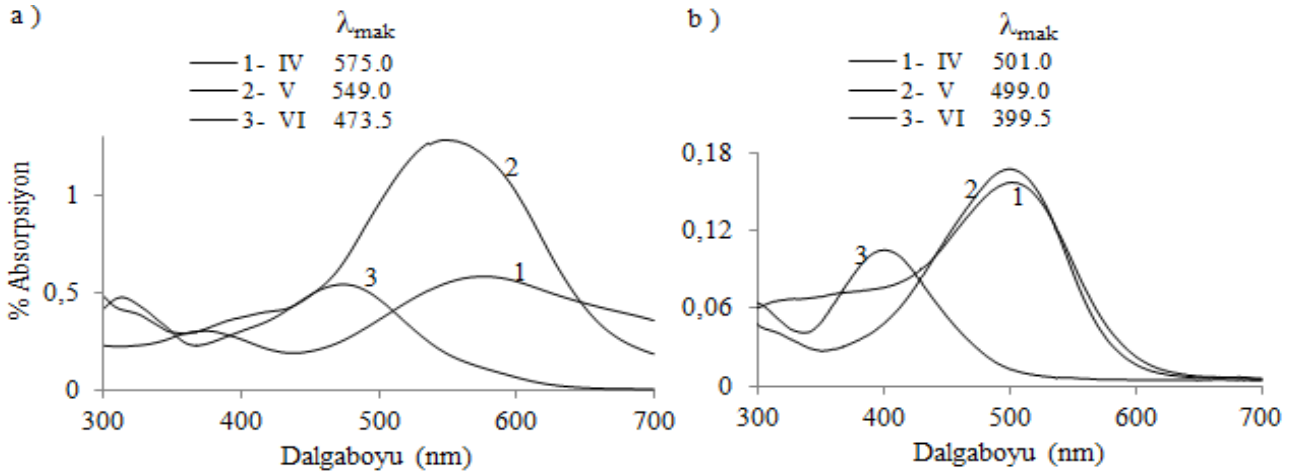 a )
λmak
1- IV 575.0
2- V 549.0
3- VI 473.5
% Absorpsiyon
1
0,5
0
2
3
1
300 400 500 600 700
Dalgaboyu (nm)
b )
λmak
1- IV 501.0
2- V 499.0
3- VI 399.5
0,18
0,12
0,06
0
2
1
3
300 400 500 600 700
Dalgaboyu (nm)